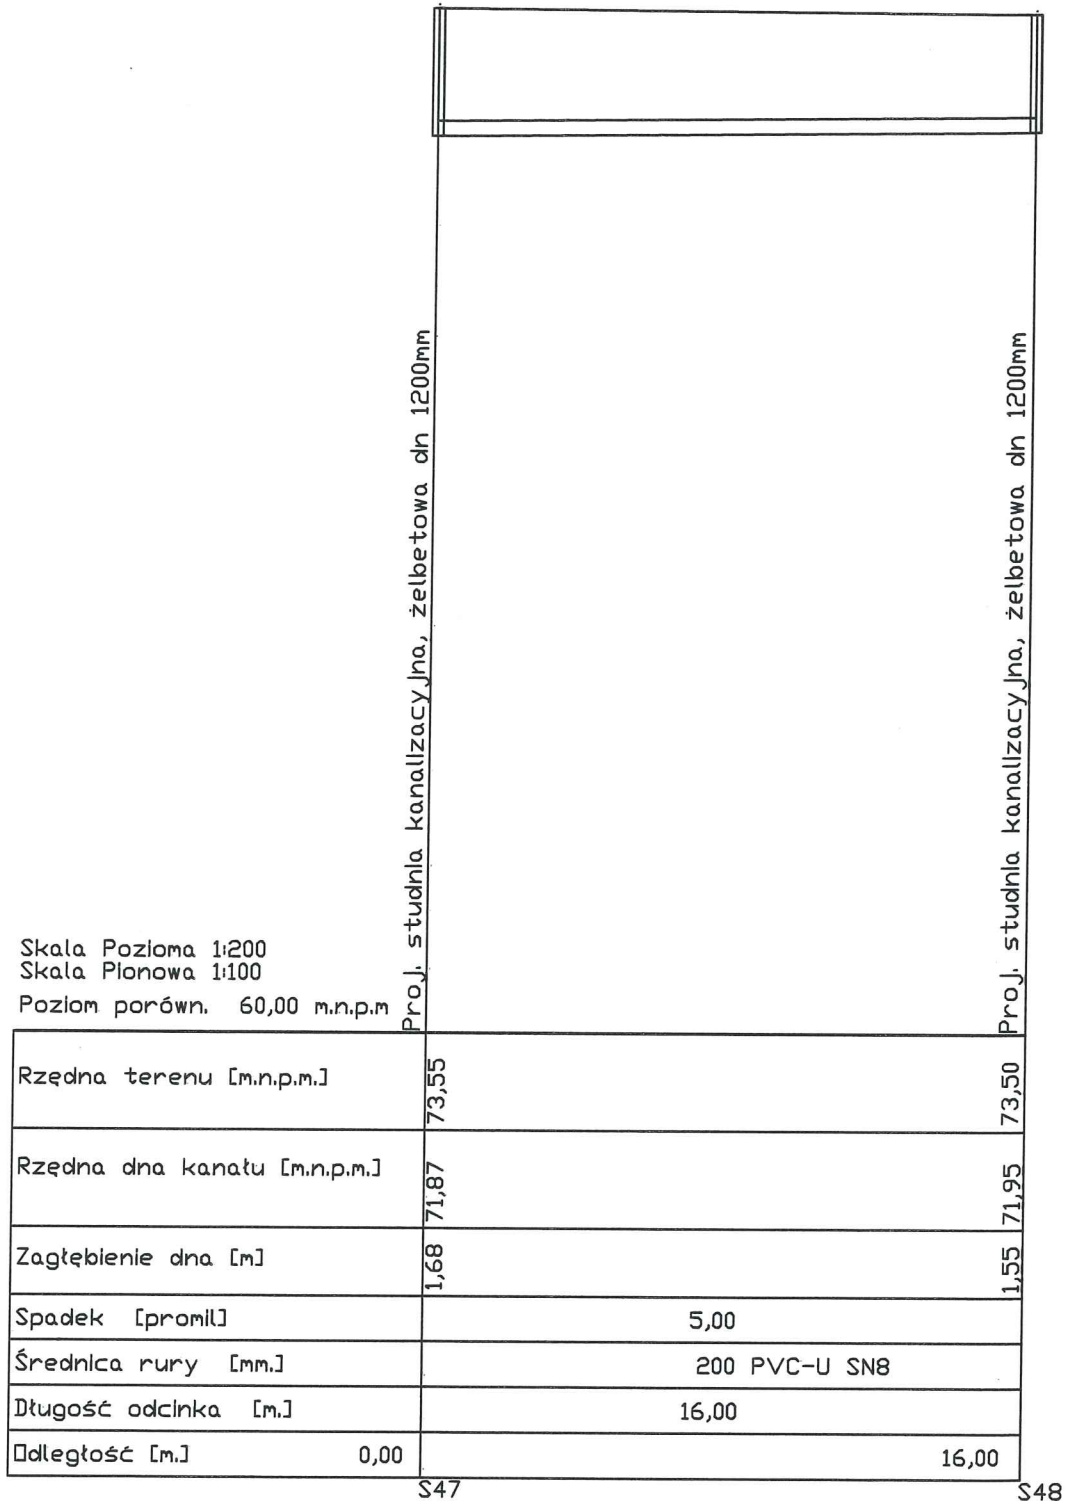 Proj. studnia kanalizacyjna, żelbetowa dn 1200mm
Proj. studnia kanalizacyjna, żelbetowa dn 1200mm
Skala Pozioma 1:200
Skala Pionowa 1:100
Poziom porówn. 60,00 m.n.p.m
Rzędna terenu [m.n.p.m.] 73,55 73,50
Rzędna dna kanału [m.n.p.m.] 71,87 71,95
Zagłębienie dna [m] 1,68 1,55
Spadek [promil] 5,00
Średnica rury [mm.] 200 PVC-U SN8
Długość odcinka [m.] 16,00
Odległość [m.] 0,00 16,00
S47 S48